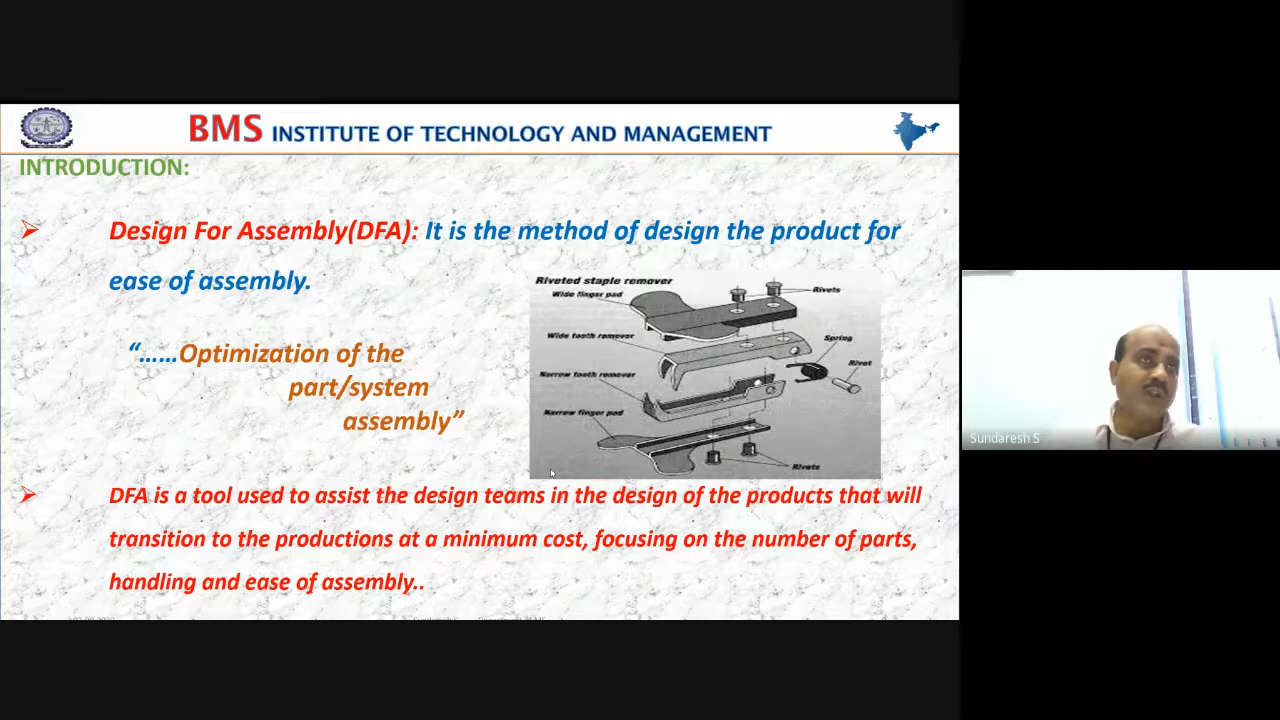 BMS INSTITUTE OF TECHNOLOGY AND MANAGEMENT
INTRODUCTION:
Design For Assembly(DFA): It is the method of design the product for
ease of assembly.
“......Optimization of the
part/system
assembly”
Riveted staple remover
Wide finger pad
Rivets
Wide tooth remover
Spring
Rivet
Narrow tooth remover
Narrow finger pad
Rivets
DFA is a tool used to assist the design teams in the design of the products that will
transition to the productions at a minimum cost, focusing on the number of parts,
handling and ease of assembly..
Sundaresh S